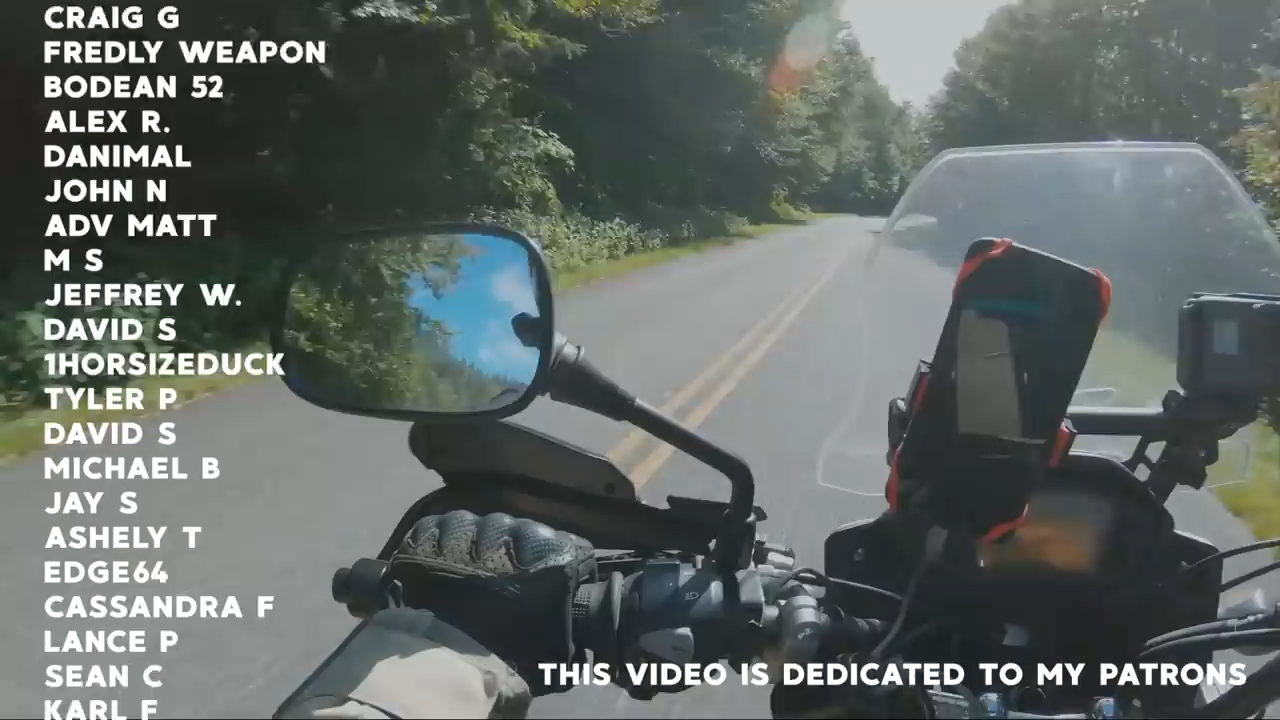 CRAIG G
FREDLY WEAPON
BODEAN 52
ALEX R.
DANIMAL
JOHN N
ADV MATT
M S
JEFFREY W.
DAVID S
1HORSIZEDUCK
TYLER P
DAVID S
MICHAEL B
JAY S
ASHELY T
EDGE64
CASSANDRA F
LANCE P
SEAN C
KARL F
THIS VIDEO IS DEDICATED TO MY PATRONS